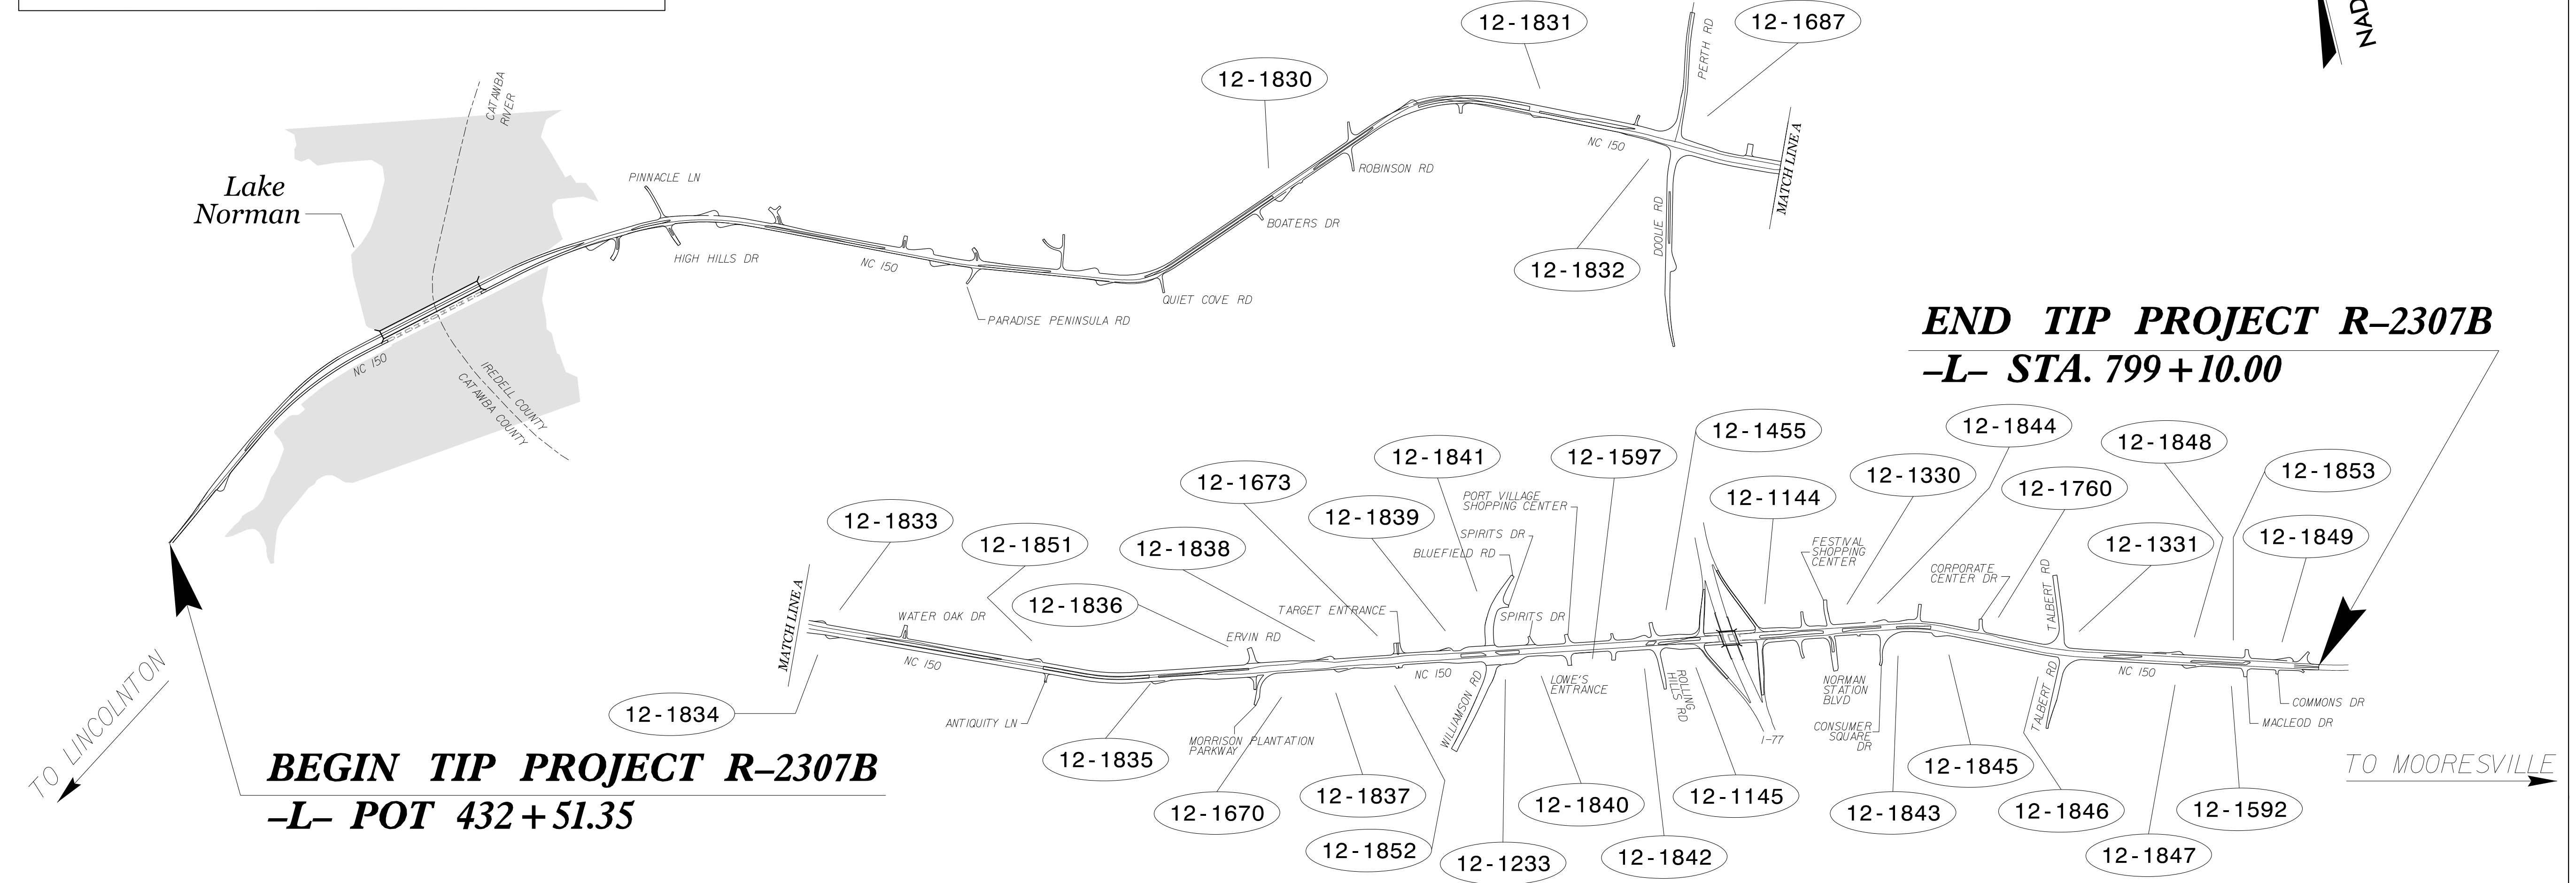 12-1831
12-1687
NAD
PERTH RD
12-1830
CATAWBA
RIVER
MATCH LINE A
NC 150
ROBINSON RD
Lake
Norman
PINNACLE LN
BOATERS DR
DOOLIE RD
HIGH HILLS DR
NC 150
12-1832
QUIET COVE RD
PARADISE PENINSULA RD
NC 150
IREDELL COUNTY
CATAWBA COUNTY
END TIP PROJECT R–2307B
–L– STA. 799+10.00
12-1844
12-1455
12-1848
12-1841
12-1597
12-1853
12-1330
12-1673
12-1760
12-1144
PORT VILLAGE
SHOPPING CENTER
12-1839
12-1833
SPIRITS DR
12-1849
12-1851
12-1838
BLUEFIELD RD
FESTIVAL
SHOPPING
CENTER
12-1331
CORPORATE
CENTER DR
TALBERT RD
12-1836
TARGET ENTRANCE
WATER OAK DR
SPIRITS DR
ERVIN RD
MATCH LINE A
NC 150
NC 150
NC 150
LOWE'S
ENTRANCE
ROLLING
HILLS RD
NORMAN
STATION
BLVD
TALBERT RD
COMMONS DR
WILLIAMSON RD
12-1834
ANTIQUITY LN
MACLEOD DR
CONSUMER
SQUARE
DR
MORRISON PLANTATION
PARKWAY
I-77
12-1835
TO LINCOLNTON
BEGIN TIP PROJECT R–2307B
–L– POT 432+51.35
12-1845
TO MOORESVILLE
12-1837
12-1145
12-1840
12-1670
12-1843
12-1846
12-1592
12-1852
12-1233
12-1842
12-1847